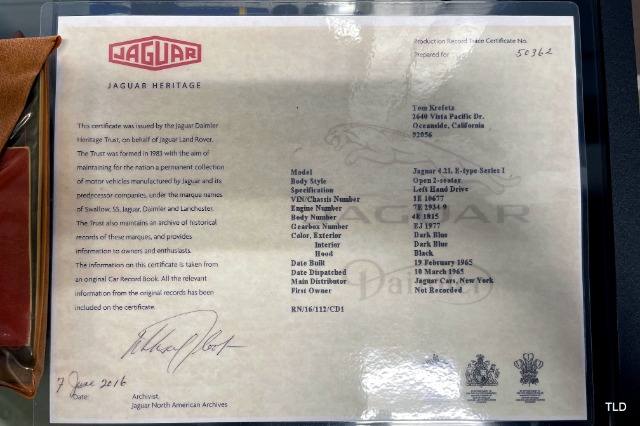 JAGUAR
JAGUAR HERITAGE
Production Record Trace Certificate No.
Prepared for 50362
Tom Krefetz
2640 Vista Pacific Dr.
Oceanside, California
92056
This certificate was issued by the Jaguar Daimler
Heritage Trust, on behalf of Jaguar Land Rover.
The Trust was formed in 1983 with the aim of
maintaining for the nation a permanent collection
of motor vehicles manufactured by Jaguar and its
predecessor companies, under the marque names
of Swallow, SS, Jaguar, Daimler and Lanchester.
The Trust also maintains an archive of historical
records of these marques, and provides
information to owners and enthusiasts.
The information on this certificate is taken from
an original Car Record Book. All the relevant
information from the original records has been
included on the certificate.
Model Jaguar 4.2L E-type Series I
Body Style Open 2-seater
Specification Left Hand Drive
VIN/Chassis Number 1E 10677
Engine Number 7E 2934-9
Body Number 4E 1815
Gearbox Number EJ 1977
Color, Exterior Dark Blue
Interior Dark Blue
Hood Black
Date Built 19 February 1965
Date Dispatched 10 March 1965
Main Distributor Jaguar Cars, New York
First Owner Not Recorded
RN/16/112/CD1
JAGUAR
Daimler
7 June 2016
Date:
Archivist,
Jaguar North American Archives
TLD